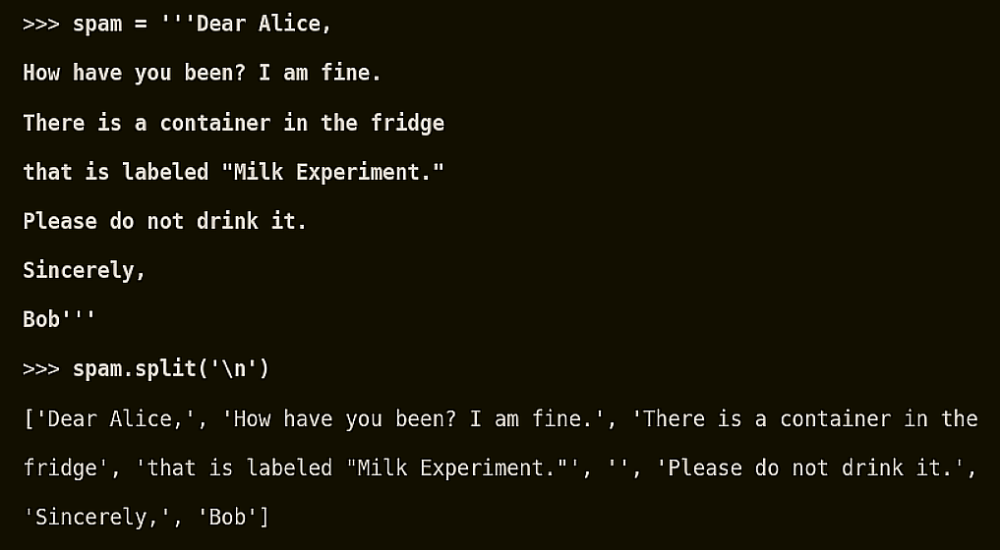 >>> spam = '''Dear Alice,
How have you been? I am fine.
There is a container in the fridge
that is labeled "Milk Experiment."
Please do not drink it.
Sincerely,
Bob'''
>>> spam.split('\n')
['Dear Alice,', 'How have you been? I am fine.', 'There is a container in the
fridge', 'that is labeled "Milk Experiment."', '', 'Please do not drink it.',
'Sincerely,', 'Bob']